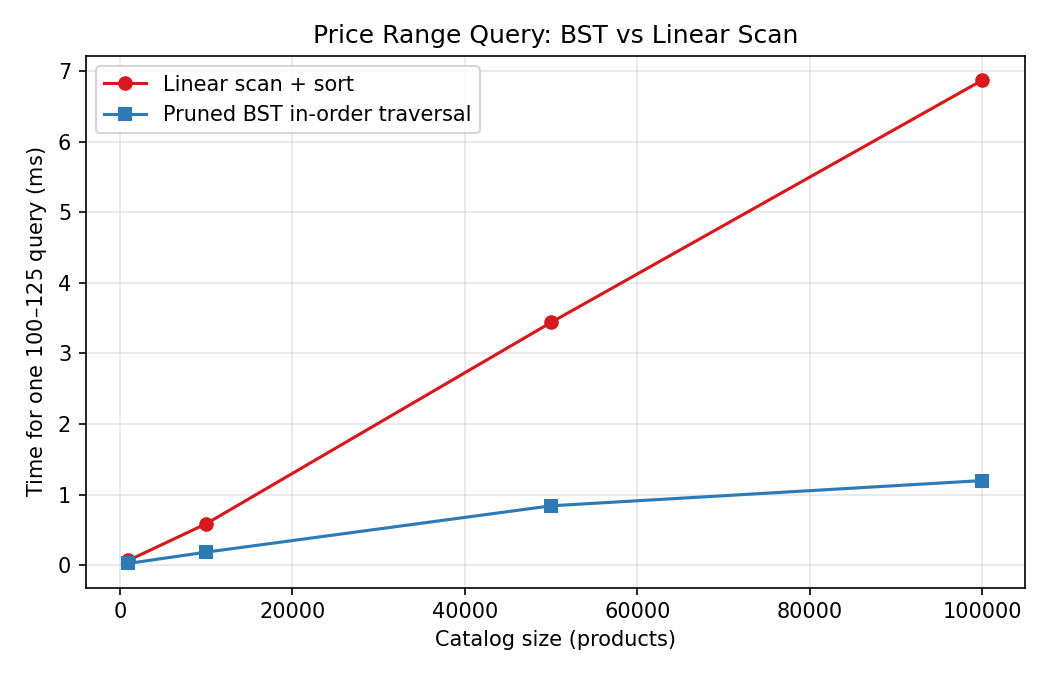 Price Range Query: BST vs Linear Scan
Linear scan + sort
Pruned BST in-order traversal
Time for one 100–125 query (ms)
7
6
5
4
3
2
1
0
0 20000 40000 60000 80000 100000
Catalog size (products)